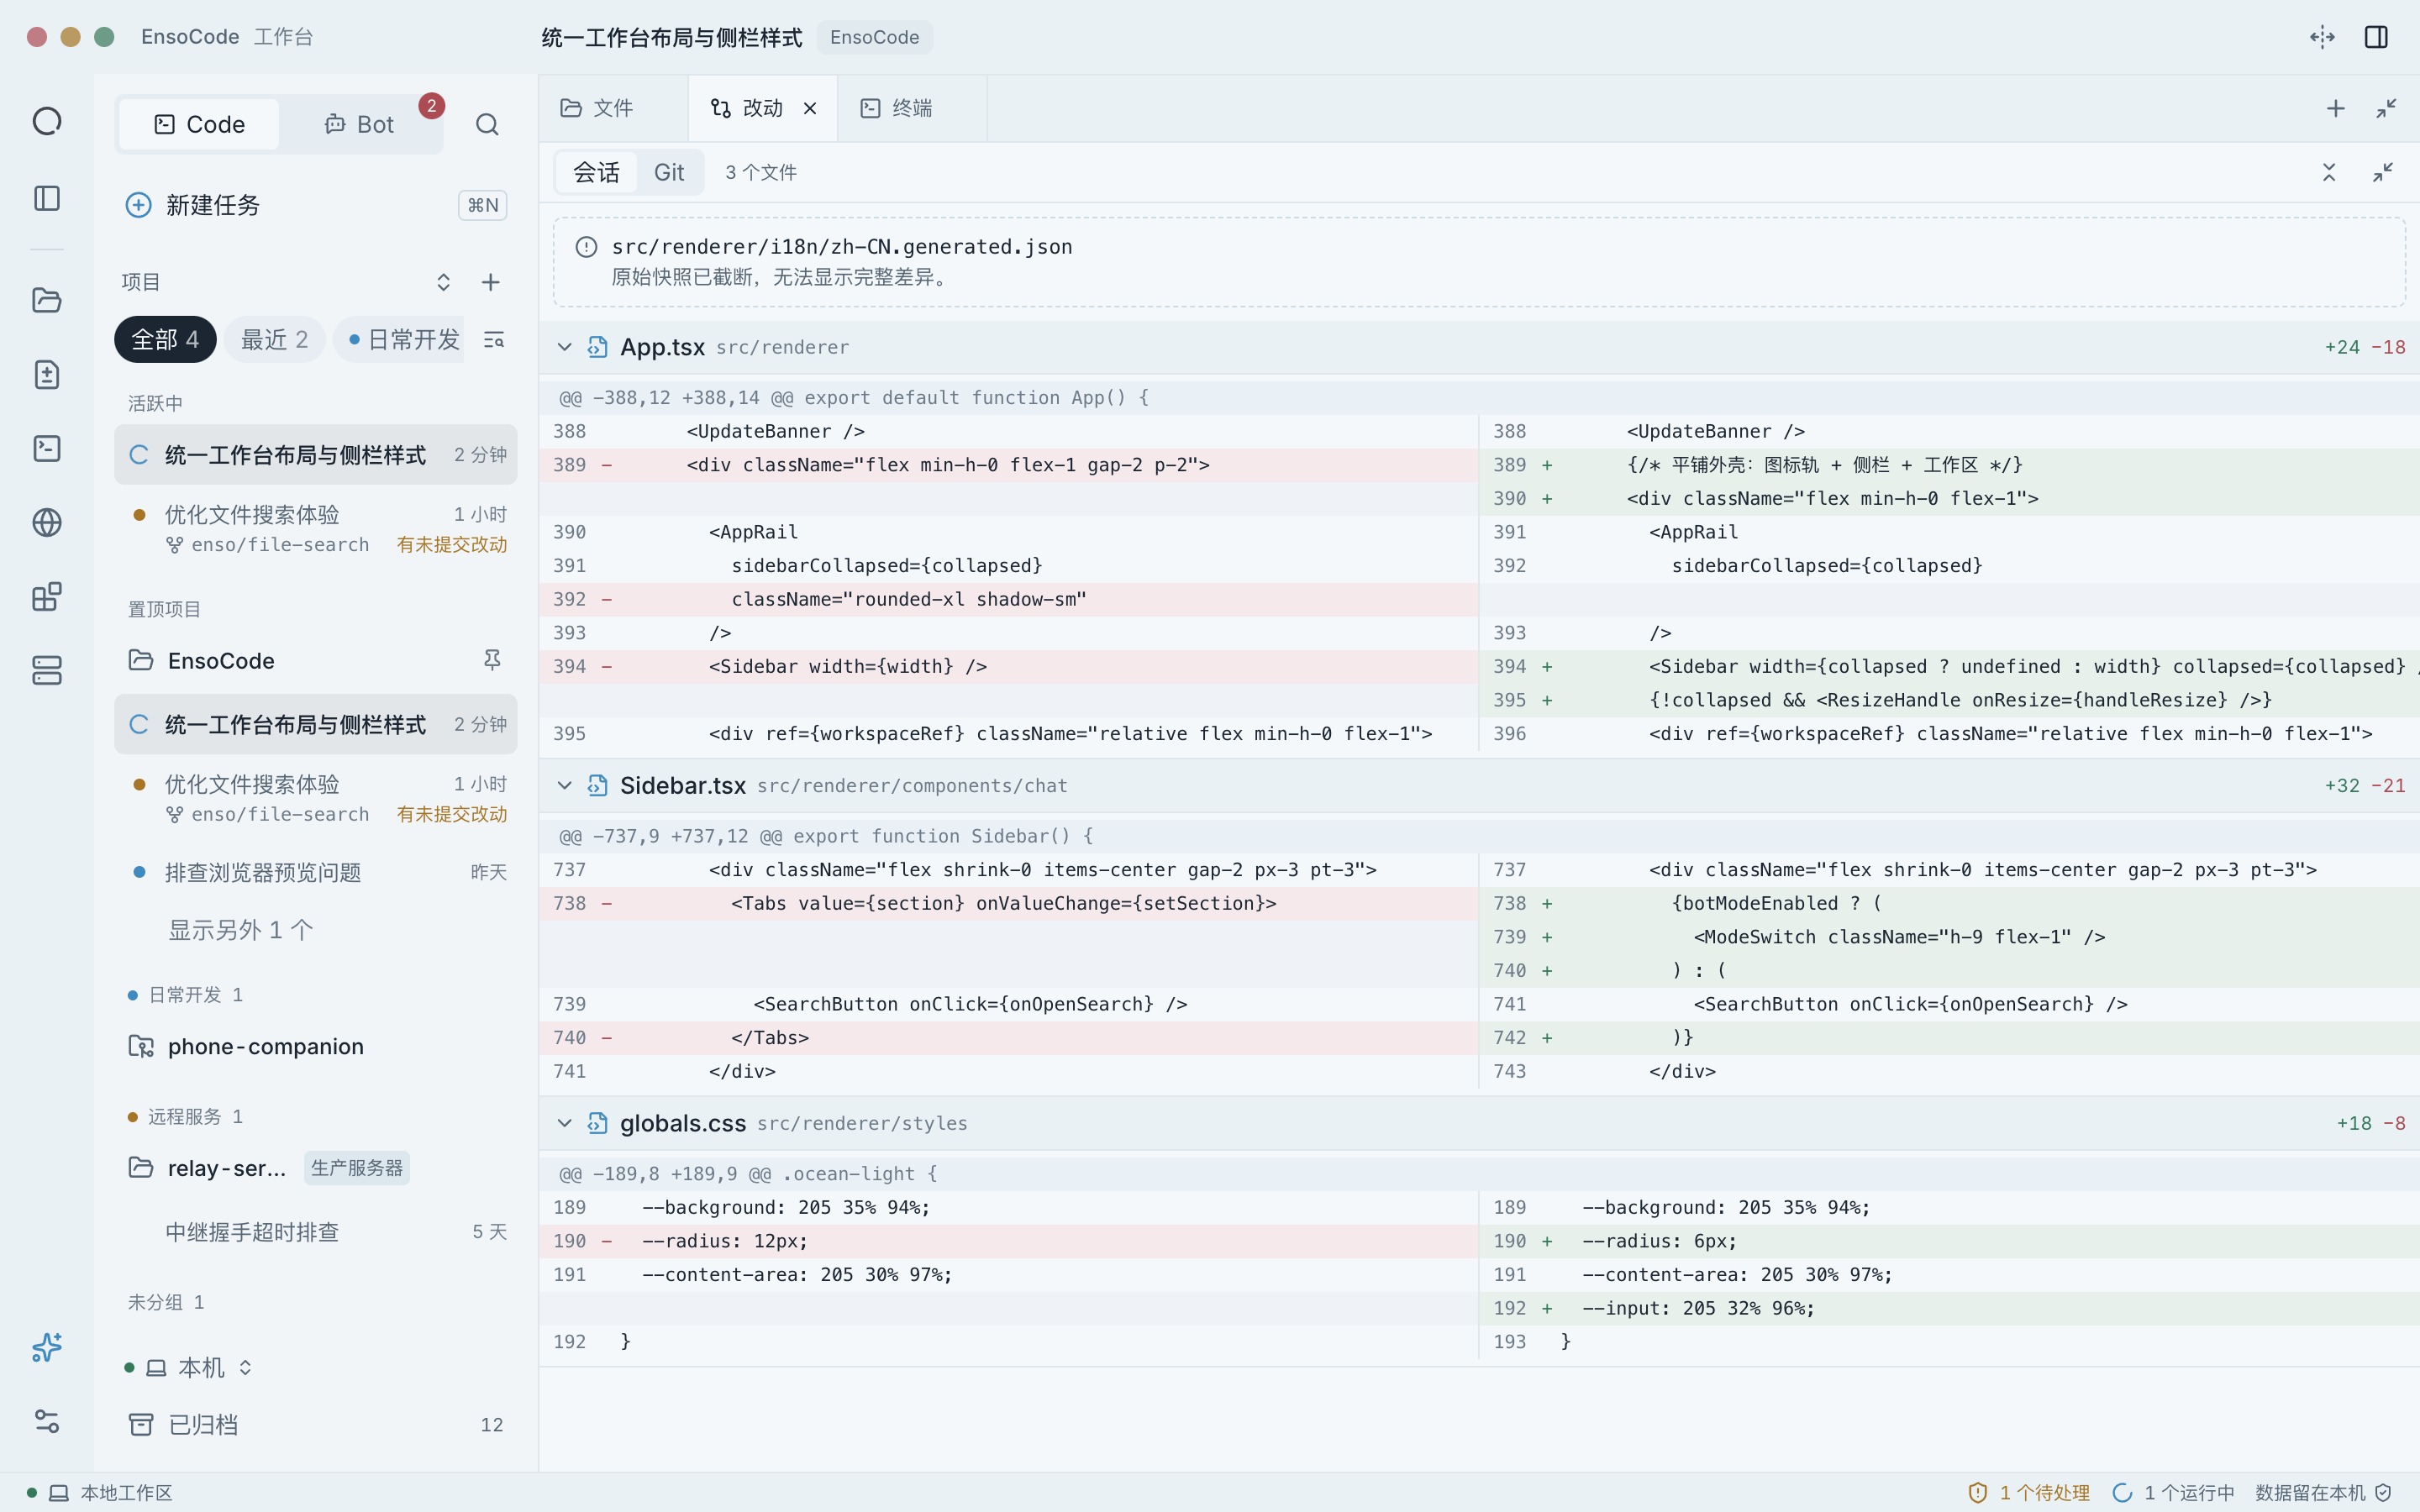 EnsoCode 工作台
统一工作台布局与侧栏样式 EnsoCode
Code
Bot
2
新建任务 ⌘N
项目
全部 4
最近 2
日常开发
活跃中
统一工作台布局与侧栏样式 2 分钟
优化文件搜索体验 1 小时
enso/file-search 有未提交改动
置顶项目
EnsoCode
统一工作台布局与侧栏样式 2 分钟
优化文件搜索体验 1 小时
enso/file-search 有未提交改动
排查浏览器预览问题 昨天
显示另外 1 个
日常开发 1
phone-companion
远程服务 1
relay-ser... 生产服务器
中继握手超时排查 5 天
未分组 1
本机
已归档 12
文件
改动
终端
会话 Git 3 个文件
src/renderer/i18n/zh-CN.generated.json
原始快照已截断，无法显示完整差异。
App.tsx src/renderer +24 -18
@@ -388,12 +388,14 @@ export default function App() {
388 <UpdateBanner />
389 - <div className="flex min-h-0 flex-1 gap-2 p-2">
390 <AppRail
391 sidebarCollapsed={collapsed}
392 - className="rounded-xl shadow-sm"
393 />
394 - <Sidebar width={width} />
395 <div ref={workspaceRef} className="relative flex min-h-0 flex-1">
388 <UpdateBanner />
389 + {/* 平铺外壳：图标轨 + 侧栏 + 工作区 */}
390 + <div className="flex min-h-0 flex-1">
391 <AppRail
392 sidebarCollapsed={collapsed}
393 />
394 + <Sidebar width={collapsed ? undefined : width} collapsed={collapsed} /
395 + {!collapsed && <ResizeHandle onResize={handleResize} />}
396 <div ref={workspaceRef} className="relative flex min-h-0 flex-1">
Sidebar.tsx src/renderer/components/chat +32 -21
@@ -737,9 +737,12 @@ export function Sidebar() {
737 <div className="flex shrink-0 items-center gap-2 px-3 pt-3">
738 - <Tabs value={section} onValueChange={setSection}>
739 <SearchButton onClick={onOpenSearch} />
740 - </Tabs>
741 </div>
737 <div className="flex shrink-0 items-center gap-2 px-3 pt-3">
738 + {botModeEnabled ? (
739 + <ModeSwitch className="h-9 flex-1" />
740 + ) : (
741 <SearchButton onClick={onOpenSearch} />
742 + )}
743 </div>
globals.css src/renderer/styles +18 -8
@@ -189,8 +189,9 @@ .ocean-light {
189 --background: 205 35% 94%;
190 - --radius: 12px;
191 --content-area: 205 30% 97%;
192 }
189 --background: 205 35% 94%;
190 + --radius: 6px;
191 --content-area: 205 30% 97%;
192 + --input: 205 32% 96%;
193 }
本地工作区
1 个待处理
1 个运行中
数据留在本机